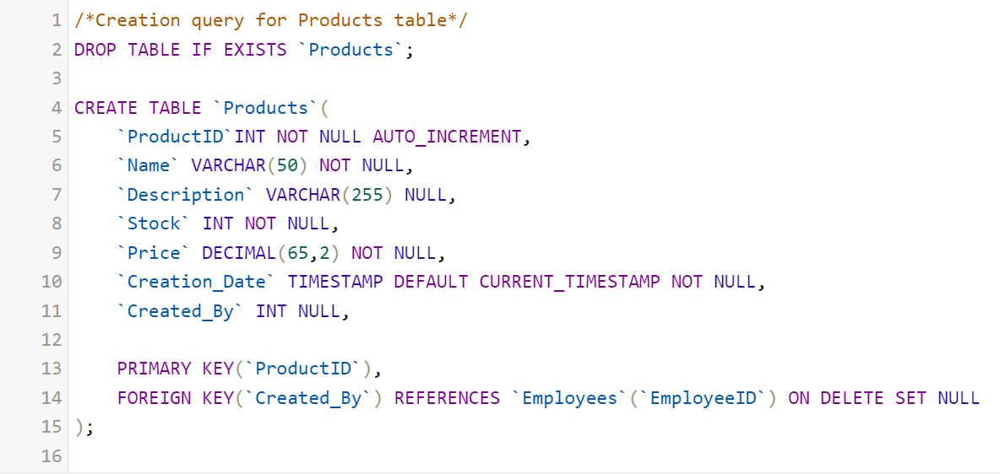 1 /*Creation query for Products table*/
2 DROP TABLE IF EXISTS `Products`;
3
4 CREATE TABLE `Products`(
5     `ProductID`INT NOT NULL AUTO_INCREMENT,
6     `Name` VARCHAR(50) NOT NULL,
7     `Description` VARCHAR(255) NULL,
8     `Stock` INT NOT NULL,
9     `Price` DECIMAL(65,2) NOT NULL,
10     `Creation_Date` TIMESTAMP DEFAULT CURRENT_TIMESTAMP NOT NULL,
11     `Created_By` INT NULL,
12
13     PRIMARY KEY(`ProductID`),
14     FOREIGN KEY(`Created_By`) REFERENCES `Employees`(`EmployeeID`) ON DELETE SET NULL
15 );
16